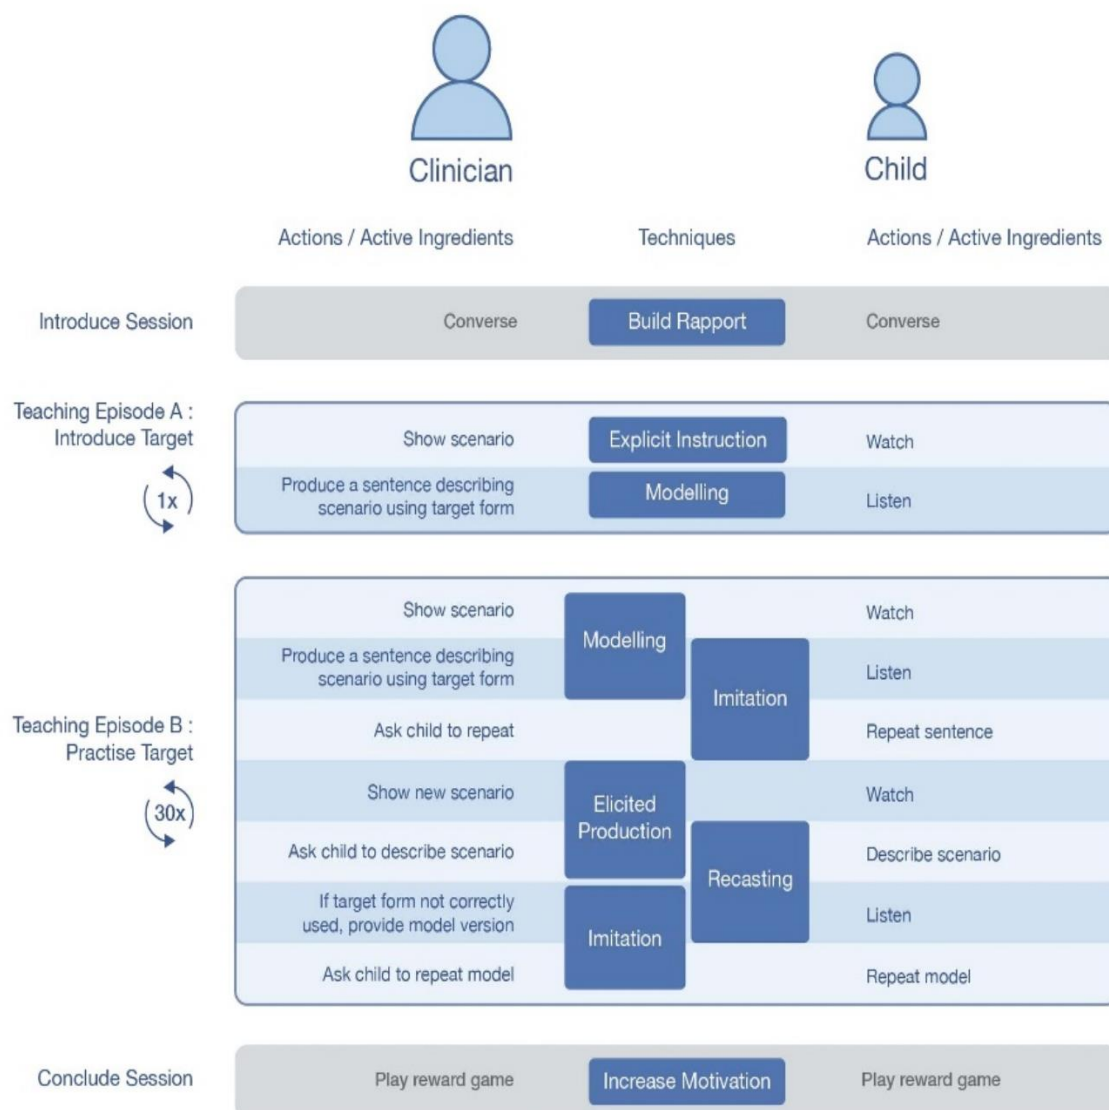 Clinician
Child
Actions / Active Ingredients
Techniques
Actions / Active Ingredients
Introduce Session
Converse
Build Rapport
Converse
Teaching Episode A :
Introduce Target
1x
Show scenario
Explicit Instruction
Watch
Produce a sentence describing
scenario using target form
Modelling
Listen
Teaching Episode B :
Practise Target
30x
Show scenario
Modelling
Watch
Produce a sentence describing
scenario using target form
Imitation
Listen
Ask child to repeat
Repeat sentence
Show new scenario
Elicited
Production
Watch
Ask child to describe scenario
Recasting
Describe scenario
If target form not correctly
used, provide model version
Imitation
Listen
Ask child to repeat model
Repeat model
Conclude Session
Play reward game
Increase Motivation
Play reward game